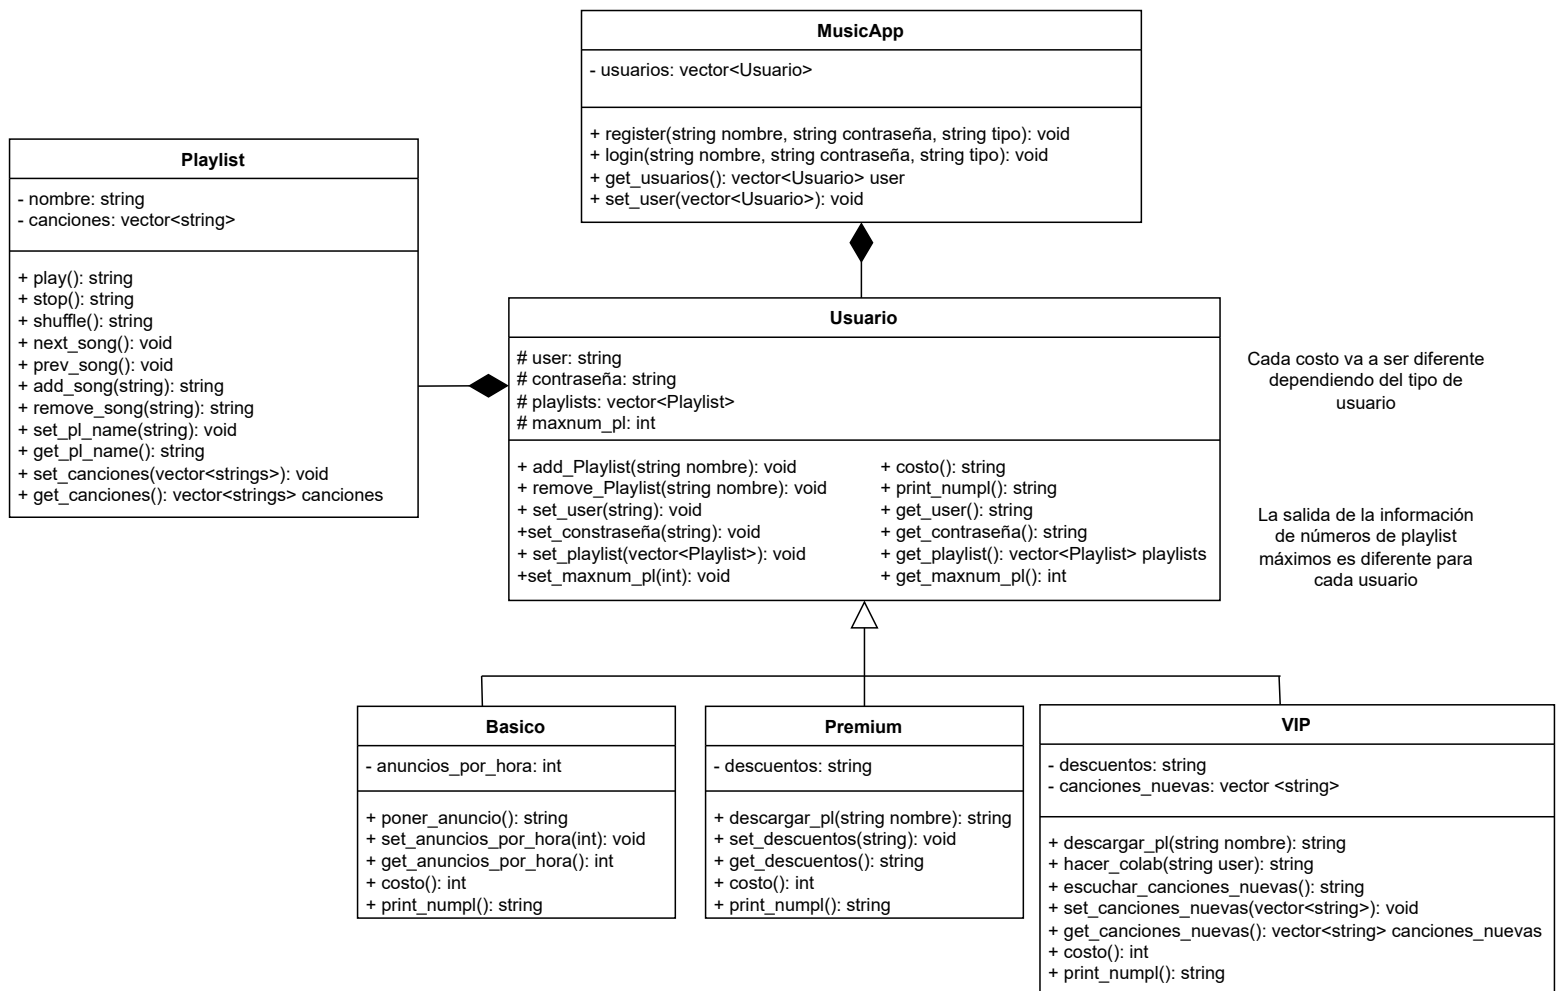 MusicApp
- usuarios: vector<Usuario>
+ register(string nombre, string contraseña, string tipo): void
+ login(string nombre, string contraseña, string tipo): void
+ get_usuarios(): vector<Usuario> user
+ set_user(vector<Usuario>): void
Playlist
- nombre: string
- canciones: vector<string>
+ play(): string
+ stop(): string
+ shuffle(): string
+ next_song(): void
+ prev_song(): void
+ add_song(string): string
+ remove_song(string): string
+ set_pl_name(string): void
+ get_pl_name(): string
+ set_canciones(vector<strings>): void
+ get_canciones(): vector<strings> canciones
Usuario
# user: string
# contraseña: string
# playlists: vector<Playlist>
# maxnum_pl: int
+ add_Playlist(string nombre): void
+ remove_Playlist(string nombre): void
+ set_user(string): void
+set_constraseña(string): void
+ set_playlist(vector<Playlist>): void
+set_maxnum_pl(int): void
+ costo(): string
+ print_numpl(): string
+ get_user(): string
+ get_contraseña(): string
+ get_playlist(): vector<Playlist> playlists
+ get_maxnum_pl(): int
Cada costo va a ser diferente
dependiendo del tipo de
usuario
La salida de la información
de números de playlist
máximos es diferente para
cada usuario
Basico
- anuncios_por_hora: int
+ poner_anuncio(): string
+ set_anuncios_por_hora(int): void
+ get_anuncios_por_hora(): int
+ costo(): int
+ print_numpl(): string
Premium
- descuentos: string
+ descargar_pl(string nombre): string
+ set_descuentos(string): void
+ get_descuentos(): string
+ costo(): int
+ print_numpl(): string
VIP
- descuentos: string
- canciones_nuevas: vector <string>
+ descargar_pl(string nombre): string
+ hacer_colab(string user): string
+ escuchar_canciones_nuevas(): string
+ set_canciones_nuevas(vector<string>): void
+ get_canciones_nuevas(): vector<string> canciones_nuevas
+ costo(): int
+ print_numpl(): string